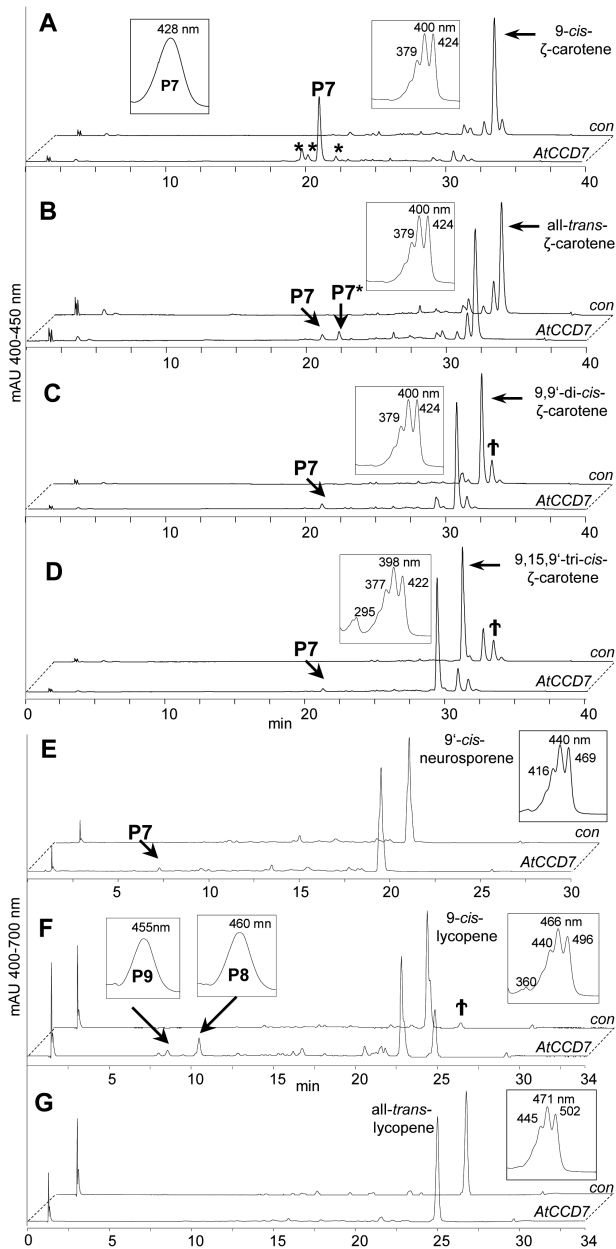 A
428 nm
P7
400 nm
379
424
9-cis-
ζ-carotene
P7
* * *
con
AtCCD7
10 20 30 40
B
400 nm
379
424
all-trans-
ζ-carotene
P7
P7*
con
AtCCD7
0 10 20 30 40
mAU 400-450 nm
C
400 nm
379
424
9,9'-di-cis-
ζ-carotene
†
P7
con
AtCCD7
0 10 20 30 40
D
398 nm
377
422
295
9,15,9'-tri-cis-
ζ-carotene
†
P7
con
AtCCD7
0 10 20 30 40
min
E
9'-cis-
neurosporene
440 nm
416
469
con
P7
AtCCD7
5 10 15 20 25 30
mAU 400-700 nm
F
455nm
P9
460 mn
P8
9-cis-
lycopene
466 nm
440
496
360
†
con
AtCCD7
5 10 15 20 25 30 34
min
G
all-trans-
lycopene
471 nm
445
502
con
AtCCD7
0 5 10 15 20 25 30 34